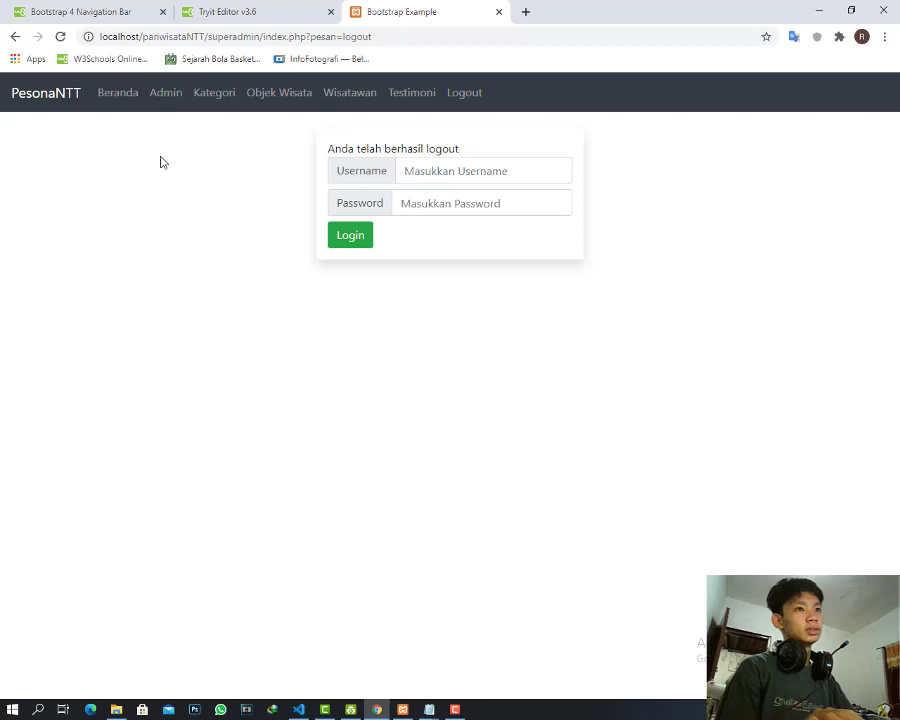 Bootstrap 4 Navigation Bar
Tryit Editor v3.6
Bootstrap Example
localhost/pariwisataNTT/superadmin/index.php?pesan=logout
Apps
W3Schools Online...
Sejarah Bola Basket...
InfoFotografi — Bel...
PesonaNTT
Beranda
Admin
Kategori
Objek Wisata
Wisatawan
Testimoni
Logout
Anda telah berhasil logout
Username
Masukkan Username
Password
Masukkan Password
Login